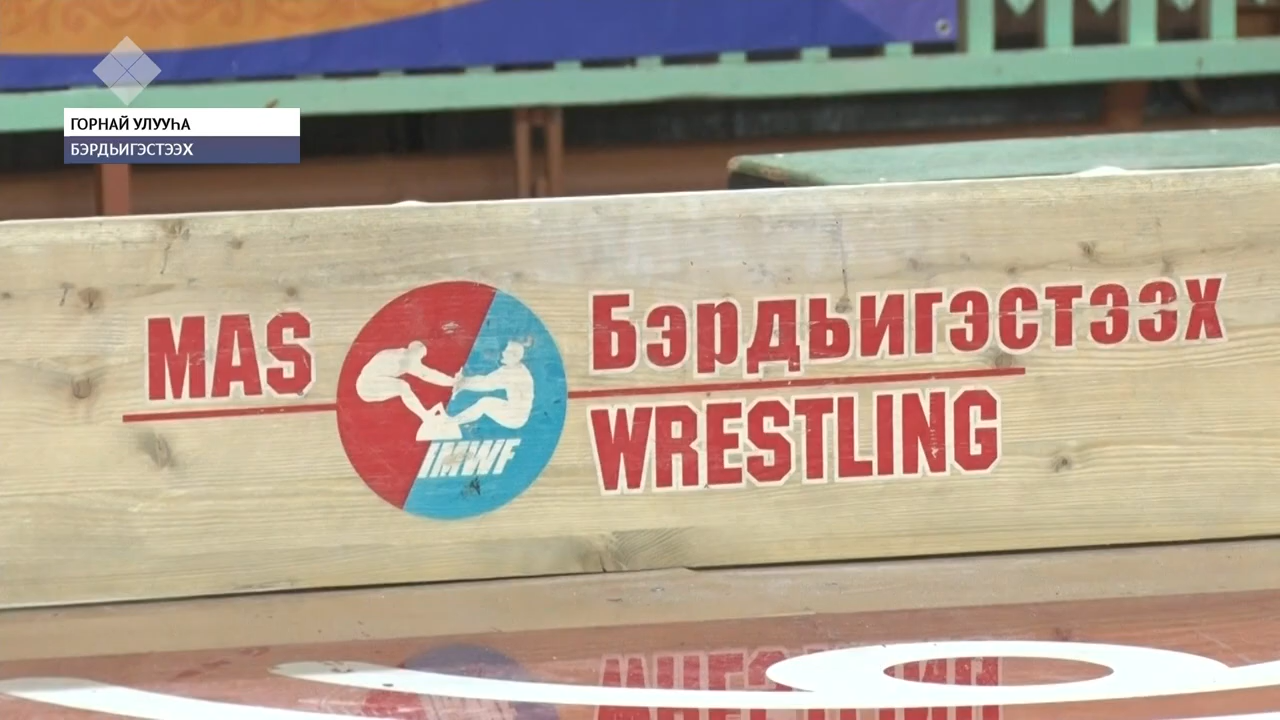 ГОРНАЙ УЛУУҺА
БЭРДЬИГЭСТЭЭХ
MAS
Бэрдьигэстээх
WRESTLING
IMWF